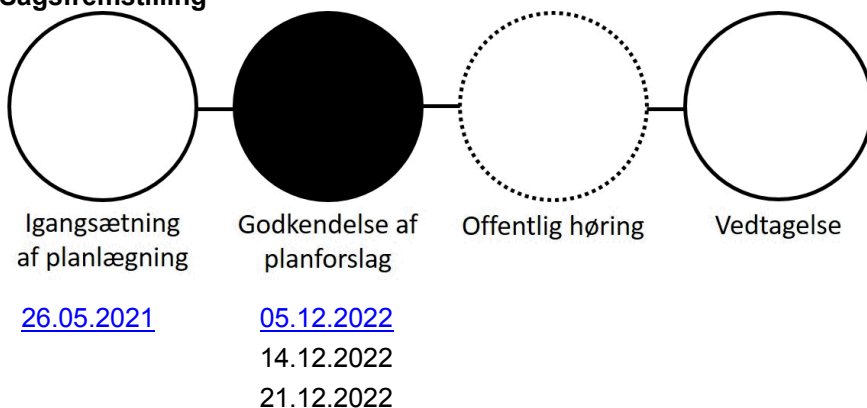 Sagsfremstilling
Igangsætning
af planlægning
Godkendelse af
planforslag
Offentlig høring
Vedtagelse
26.05.2021
05.12.2022
14.12.2022
21.12.2022